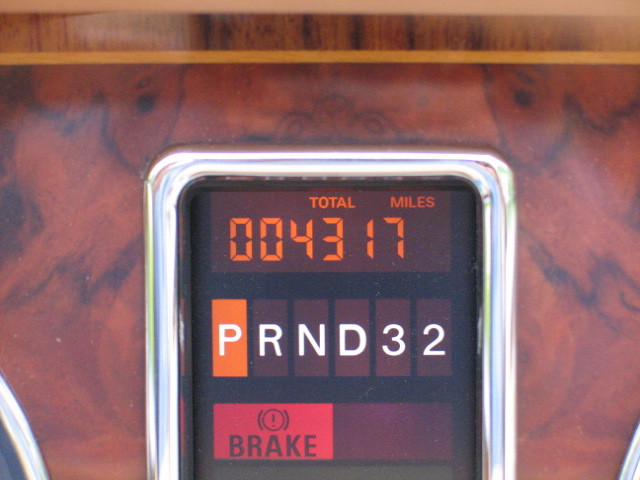 TOTAL MILES
004317
PRND32
BRAKE